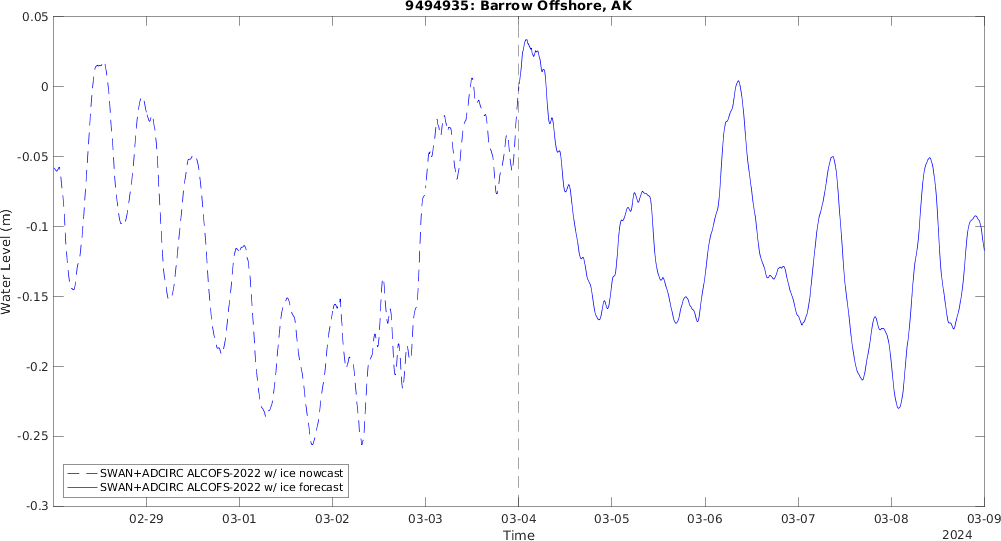 9494935: Barrow Offshore, AK
0.05
0
-0.05
-0.1
-0.15
-0.2
-0.25
-0.3
Water Level (m)
SWAN+ADCIRC ALCOFS-2022 w/ ice nowcast
SWAN+ADCIRC ALCOFS-2022 w/ ice forecast
02-29 03-01 03-02 03-03 03-04 03-05 03-06 03-07 03-08 03-09
Time
2024